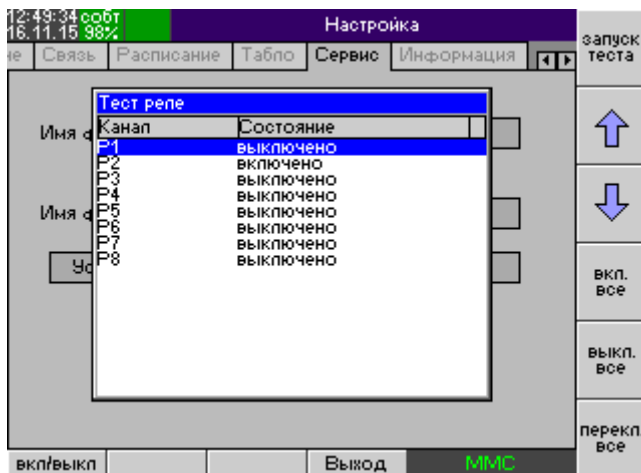 12:49:34 собт
16.11.15 98%
Настройка
запуск
теста
Связь Расписание Табло Сервис Информация
Тест реле
Имя
Канал Состояние
P1 выключено
P2 включено
P3 выключено
P4 выключено
Имя
P5 выключено
P6 выключено
P7 выключено
P8 выключено
вкл.
все
выкл.
все
перекл.
все
вкл/выкл Выход MMC